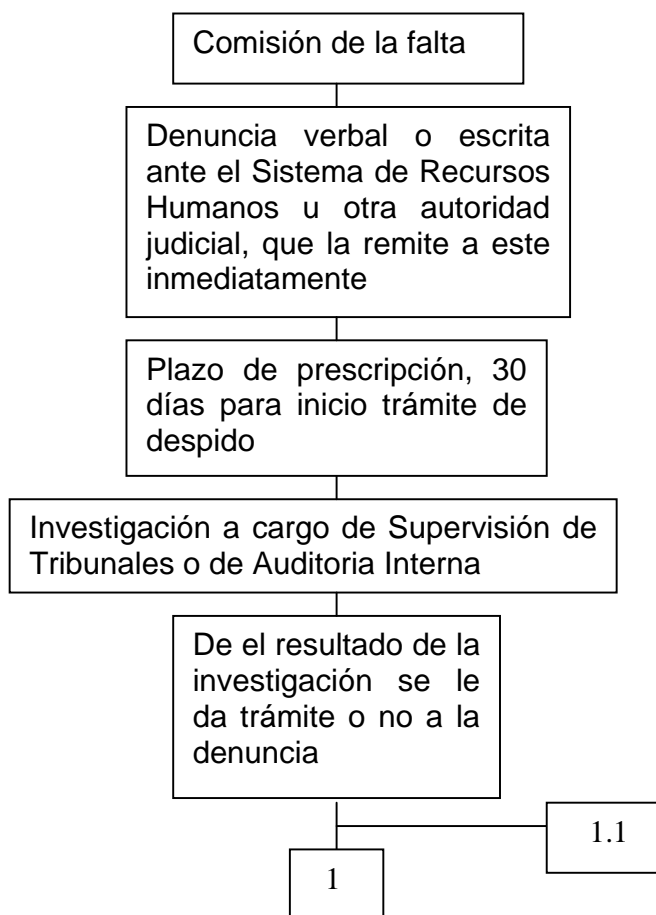 Comisión de la falta
Denuncia verbal o escrita
ante el Sistema de Recursos
Humanos u otra autoridad
judicial, que la remite a este
inmediatamente
Plazo de prescripción, 30
días para inicio trámite de
despido
Investigación a cargo de Supervisión de
Tribunales o de Auditoria Interna
De el resultado de la
investigación se le
da trámite o no a la
denuncia
1.1
1